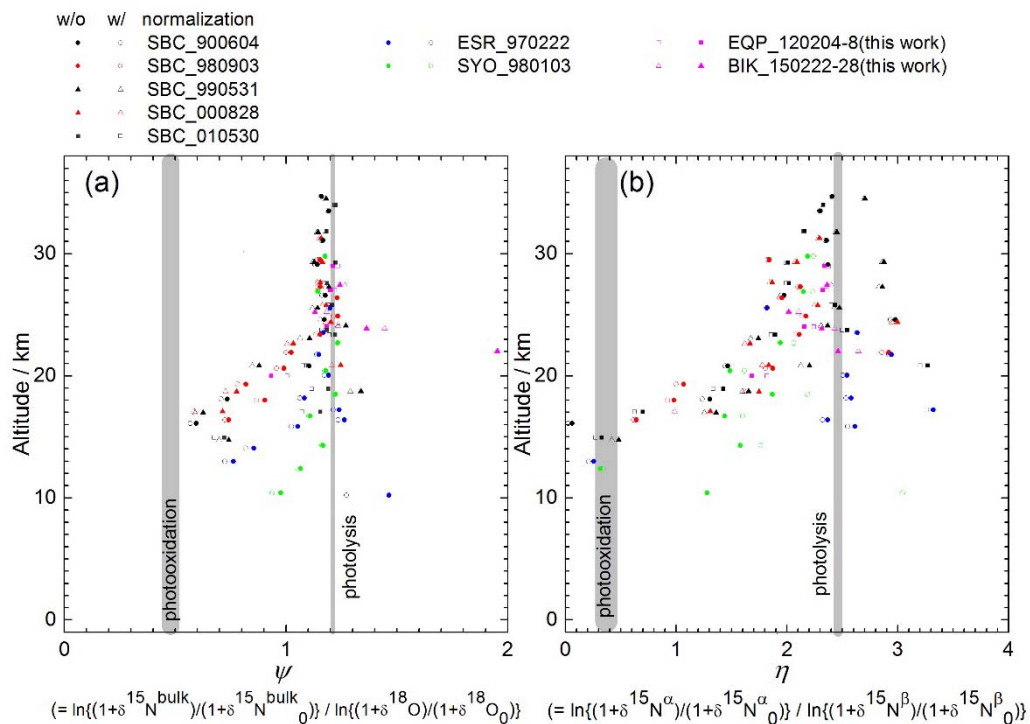 w/o w/ normalization
SBC_900604
SBC_980903
SBC_990531
SBC_000828
SBC_010530
ESR_970222
SYO_980103
EQP_120204-8(this work)
BIK_150222-28(this work)
(a)
Altitude / km
30
20
10
0
photooxidation
photolysis
0 1 2
ψ
(= ln{(1+δ¹⁵N^bulk)/(1+δ¹⁵N^bulk₀)} / ln{(1+δ¹⁸O)/(1+δ¹⁸O₀)}
(b)
Altitude / km
30
20
10
0
photooxidation
photolysis
0 1 2 3 4
η
(= ln{(1+δ¹⁵N^α)/(1+δ¹⁵N^α₀)} / ln{(1+δ¹⁵N^β)/(1+δ¹⁵N^β₀)}